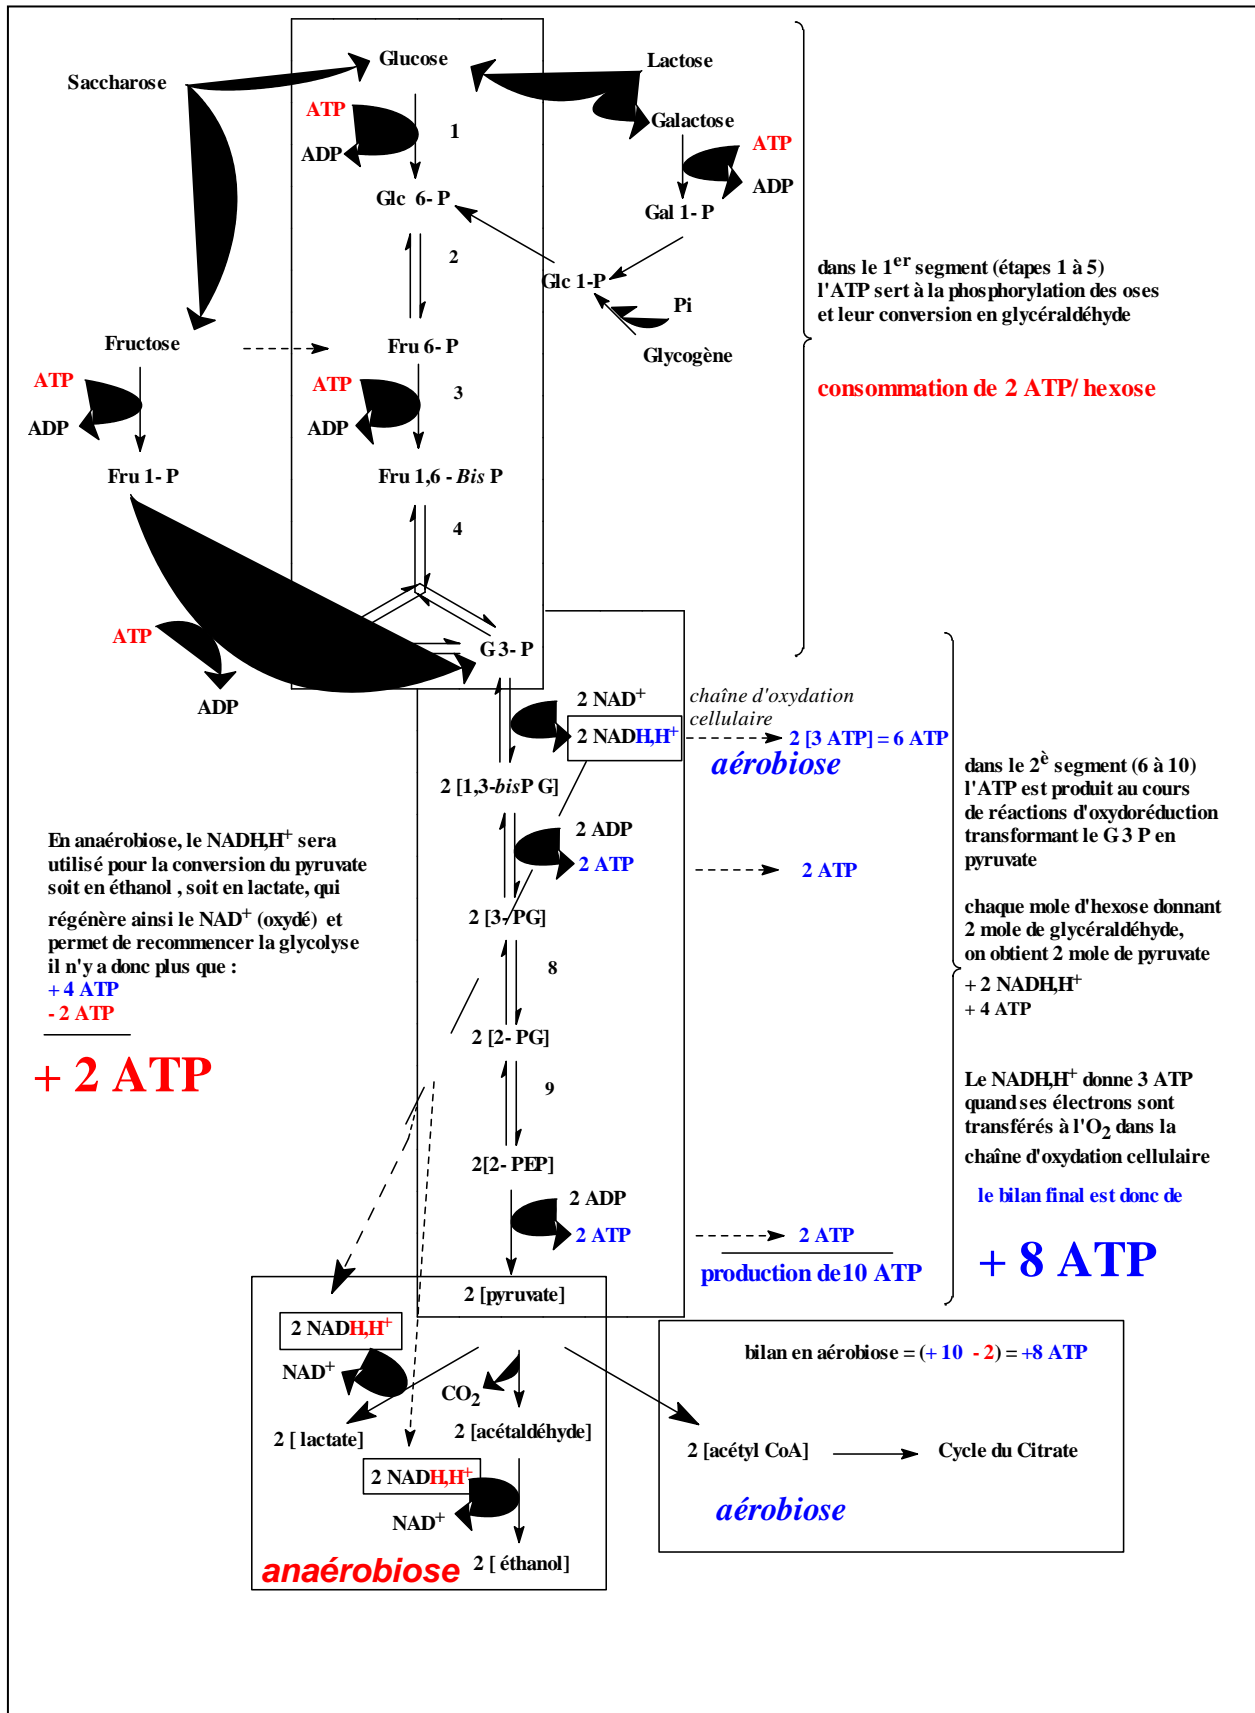 Glucose
Lactose
Saccharose
ATP
1
ADP
Galactose
ATP
ADP
Glc 6- P
Gal 1- P
2
Glc 1-P
Pi
Glycogène
dans le 1er segment (étapes 1 à 5)
l'ATP sert à la phosphorylation des oses
et leur conversion en glycéraldéhyde
consommation de 2 ATP/ hexose
Fructose
Fru 6- P
ATP
ADP
ATP
3
ADP
Fru 1- P
Fru 1,6 - Bis P
4
ATP
ADP
G 3- P
2 NAD+
2 NADH,H+
chaîne d'oxydation
cellulaire
2 [3 ATP] = 6 ATP
aérobiose
2 [1,3-bisP G]
2 ADP
2 ATP
2 ATP
2 [3- PG]
8
2 [2- PG]
9
2[2- PEP]
2 ADP
2 ATP
2 ATP
production de 10 ATP
2 [pyruvate]
dans le 2è segment (6 à 10)
l'ATP est produit au cours
de réactions d'oxydoréduction
transformant le G 3 P en
pyruvate
chaque mole d'hexose donnant
2 mole de glycéraldéhyde,
on obtient 2 mole de pyruvate
+ 2 NADH,H+
+ 4 ATP
Le NADH,H+ donne 3 ATP
quand ses électrons sont
transférés à l'O2 dans la
chaîne d'oxydation cellulaire
le bilan final est donc de
+ 8 ATP
En anaérobiose, le NADH,H+ sera
utilisé pour la conversion du pyruvate
soit en éthanol , soit en lactate, qui
régénère ainsi le NAD+ (oxydé) et
permet de recommencer la glycolyse
il n'y a donc plus que :
+ 4 ATP
- 2 ATP
+ 2 ATP
2 NADH,H+
NAD+
CO2
2 [ lactate]
2 [acétaldéhyde]
2 NADH,H+
NAD+
anaérobiose
2 [ éthanol]
bilan en aérobiose = (+ 10 - 2) = +8 ATP
2 [acétyl CoA]
Cycle du Citrate
aérobiose